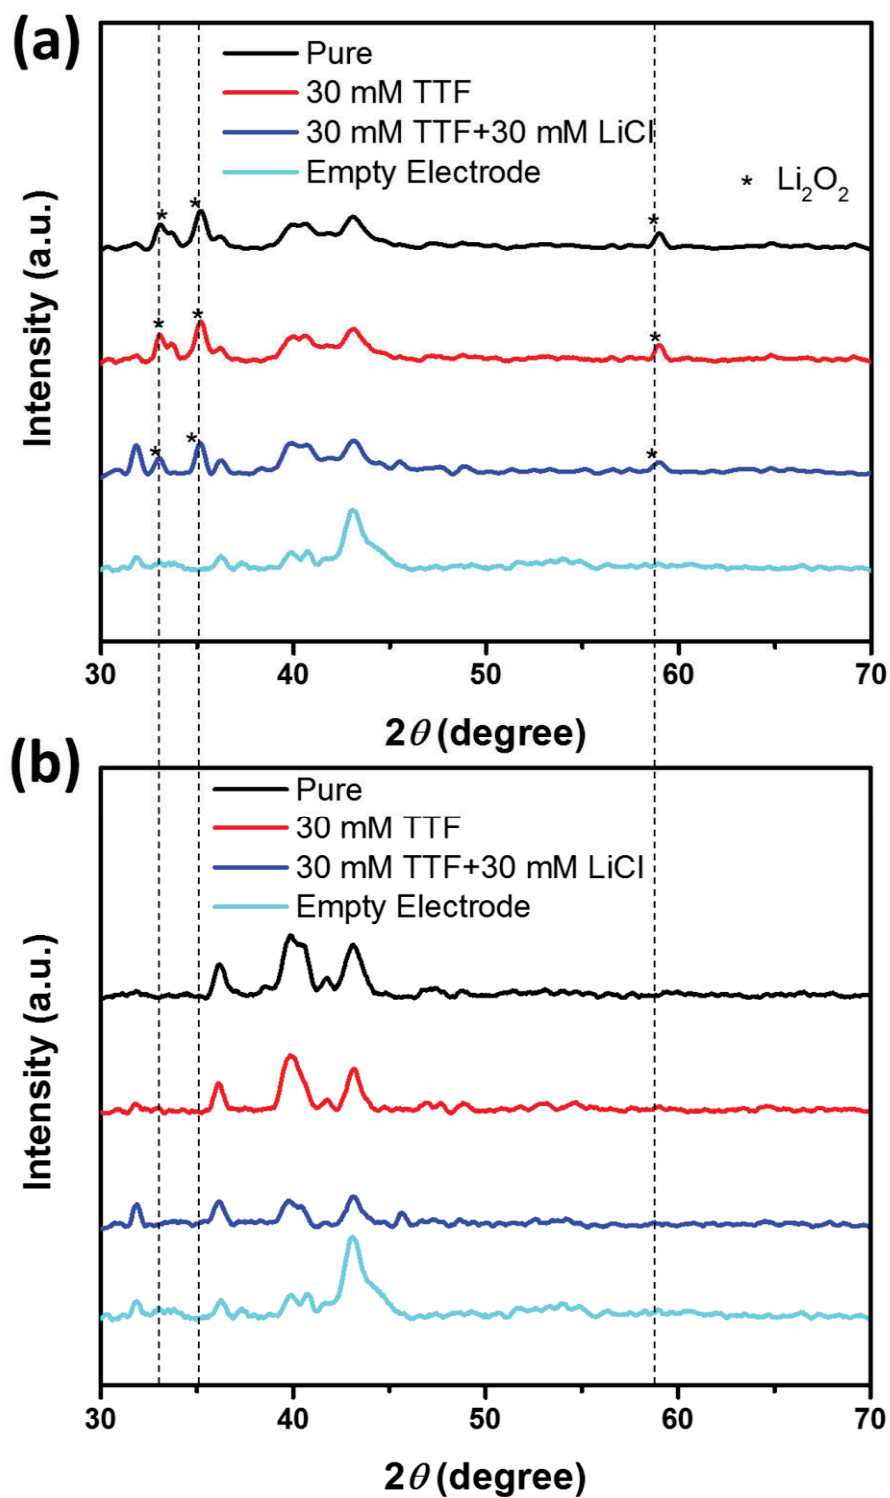 (a)
Pure
30 mM TTF
30 mM TTF+30 mM LiCl
Empty Electrode
* Li₂O₂
* * *
* * *
* * *
Intensity (a.u.)
30 40 50 60 70
2θ (degree)
(b)
Pure
30 mM TTF
30 mM TTF+30 mM LiCl
Empty Electrode
Intensity (a.u.)
30 40 50 60 70
2θ (degree)